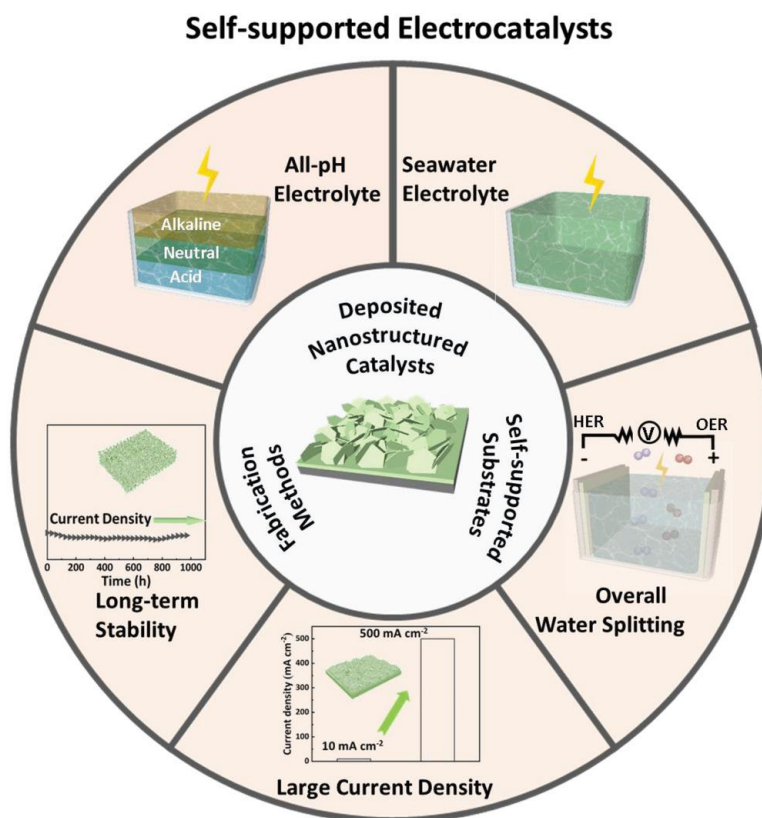 Self-supported Electrocatalysts
All-pH
Electrolyte
Alkaline
Neutral
Acid
Seawater
Electrolyte
Deposited
Nanostructured
Catalysts
Fabrication
Methods
Self-supported
Substrates
HER
V
OER
-
+
Overall
Water Splitting
Current Density
0 200 400 600 800 1000
Time (h)
Long-term
Stability
Current density (mA cm⁻²)
500
400
300
200
100
0
500 mA cm⁻²
10 mA cm⁻²
Large Current Density